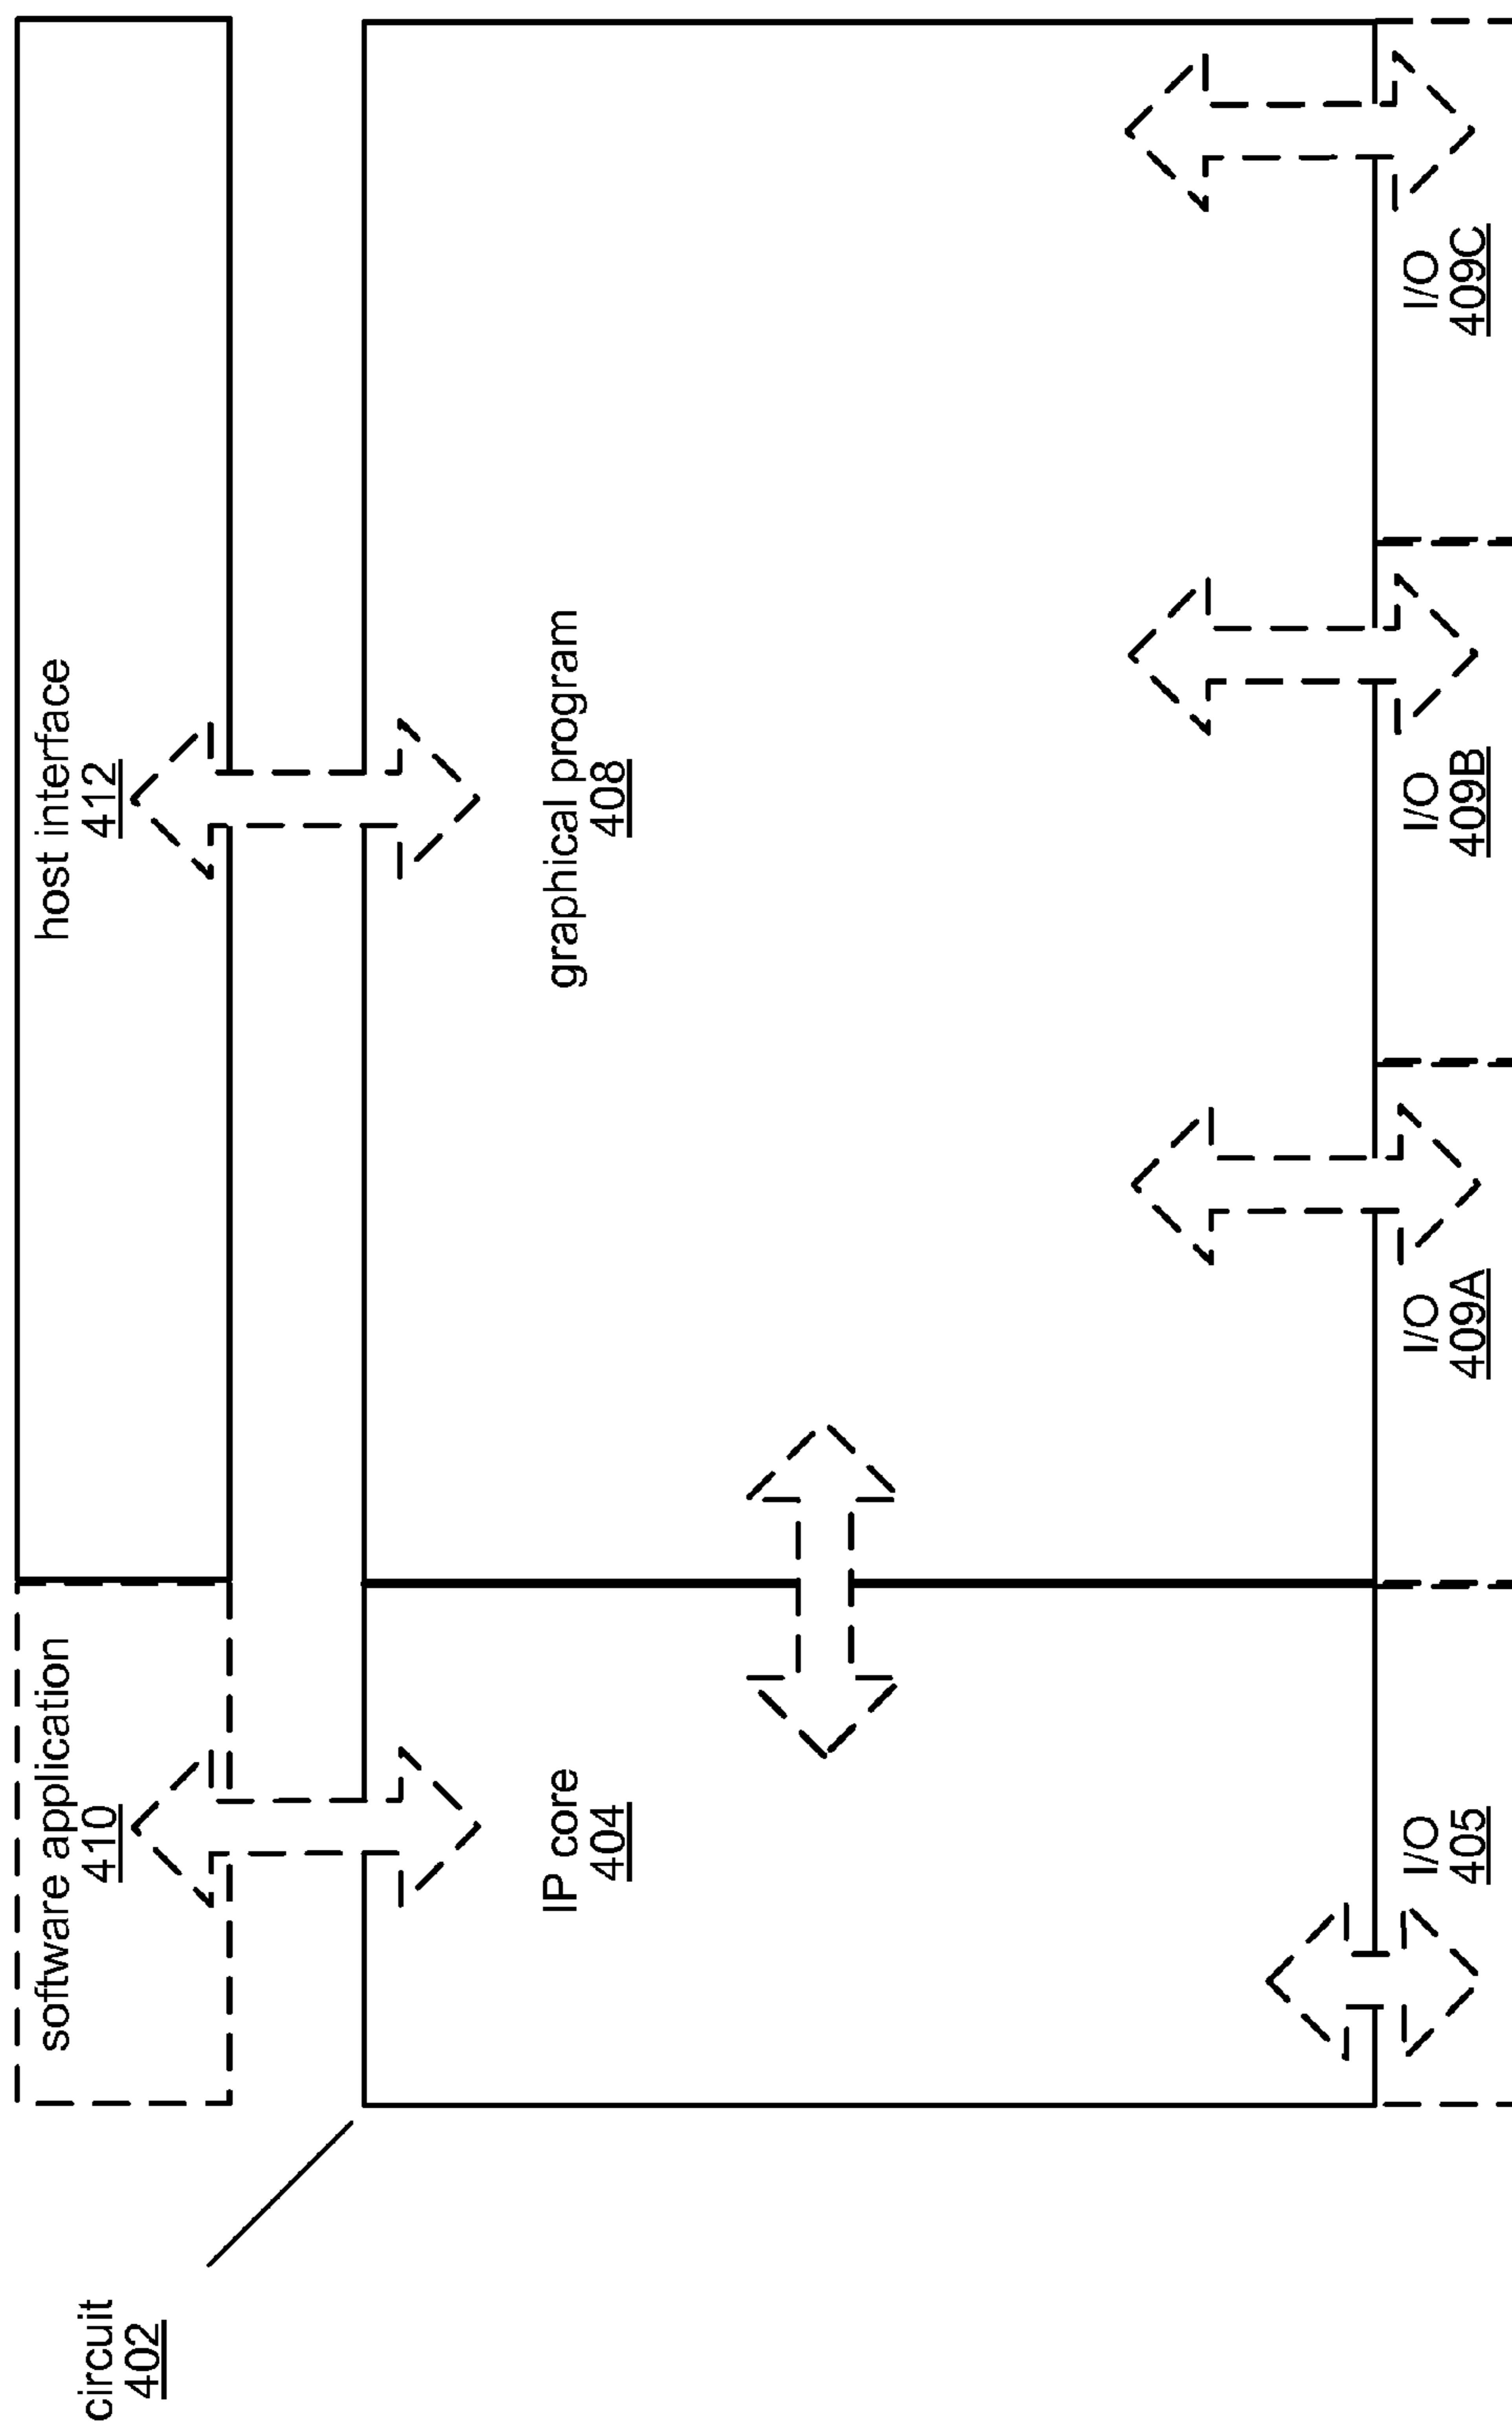 circuit
402
software application
410
host interface
412
IP core
404
graphical program
408
I/O
405
I/O
409A
I/O
409B
I/O
409C